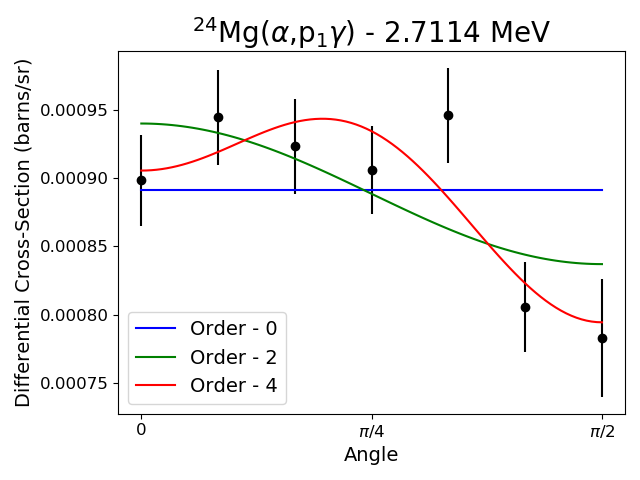 ²⁴Mg(α,p₁γ) - 2.7114 MeV
Differential Cross-Section (barns/sr)
0.00095
0.00090
0.00085
0.00080
0.00075
Order - 0
Order - 2
Order - 4
0
π/4
π/2
Angle